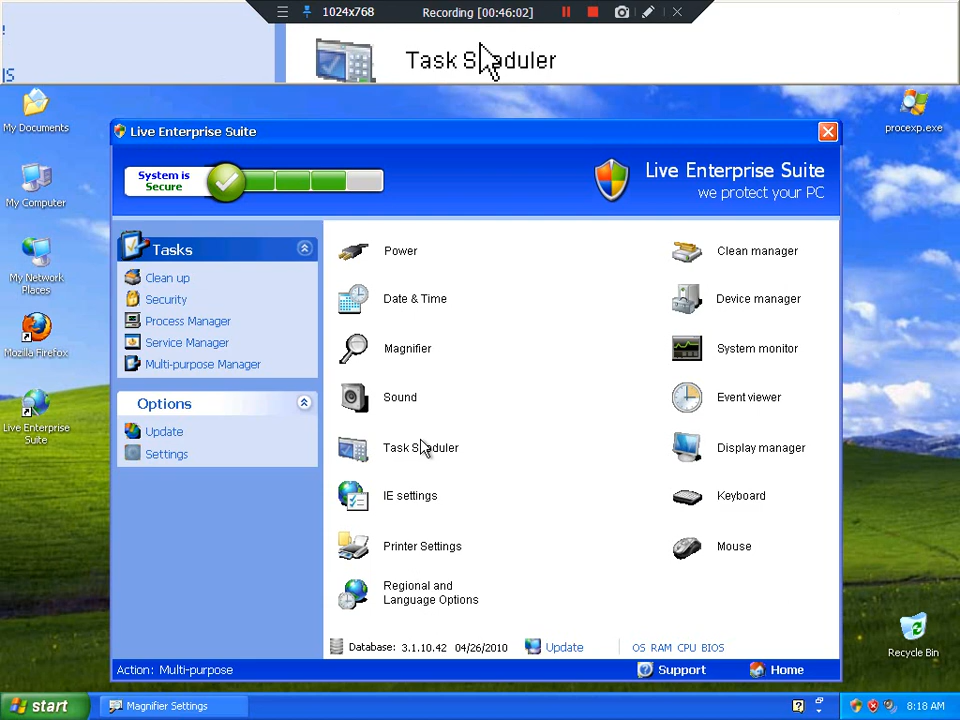 1024x768
Recording [00:46:02]
Task S aduler
JS
My Documents
My Computer
My Network
Places
Mozilla Firefox
Live Enterprise
Suite
procexp.exe
Recycle Bin
Live Enterprise Suite
System is
Secure
Live Enterprise Suite
we protect your PC
Tasks
Clean up
Security
Process Manager
Service Manager
Multi-purpose Manager
Options
Update
Settings
Power
Date & Time
Magnifier
Sound
Task S aduler
IE settings
Printer Settings
Regional and
Language Options
Clean manager
Device manager
System monitor
Event viewer
Display manager
Keyboard
Mouse
Database: 3.1.10.42 04/26/2010
Update
OS RAM CPU BIOS
Action: Multi-purpose
Support
Home
start
Magnifier Settings
8:18 AM